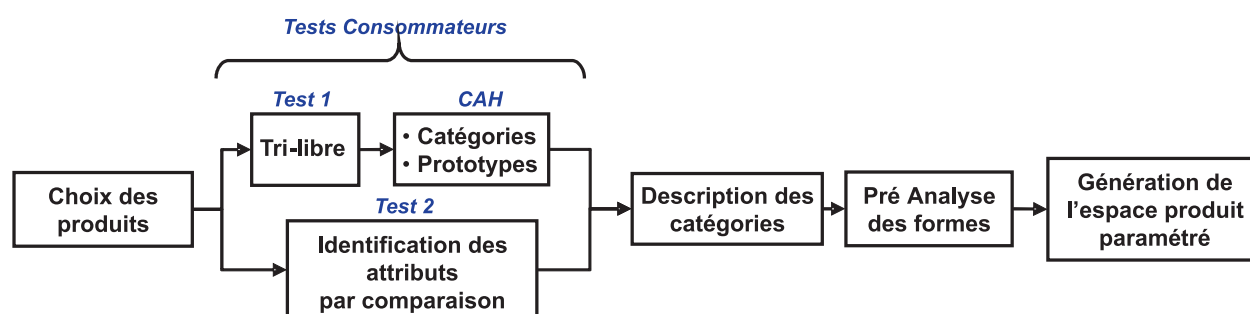 Tests Consommateurs
Test 1
CAH
Tri-libre
• Catégories
• Prototypes
Choix des
produits
Test 2
Identification des
attributs
par comparaison
Description des
catégories
Pré Analyse
des formes
Génération de
l'espace produit
paramétré